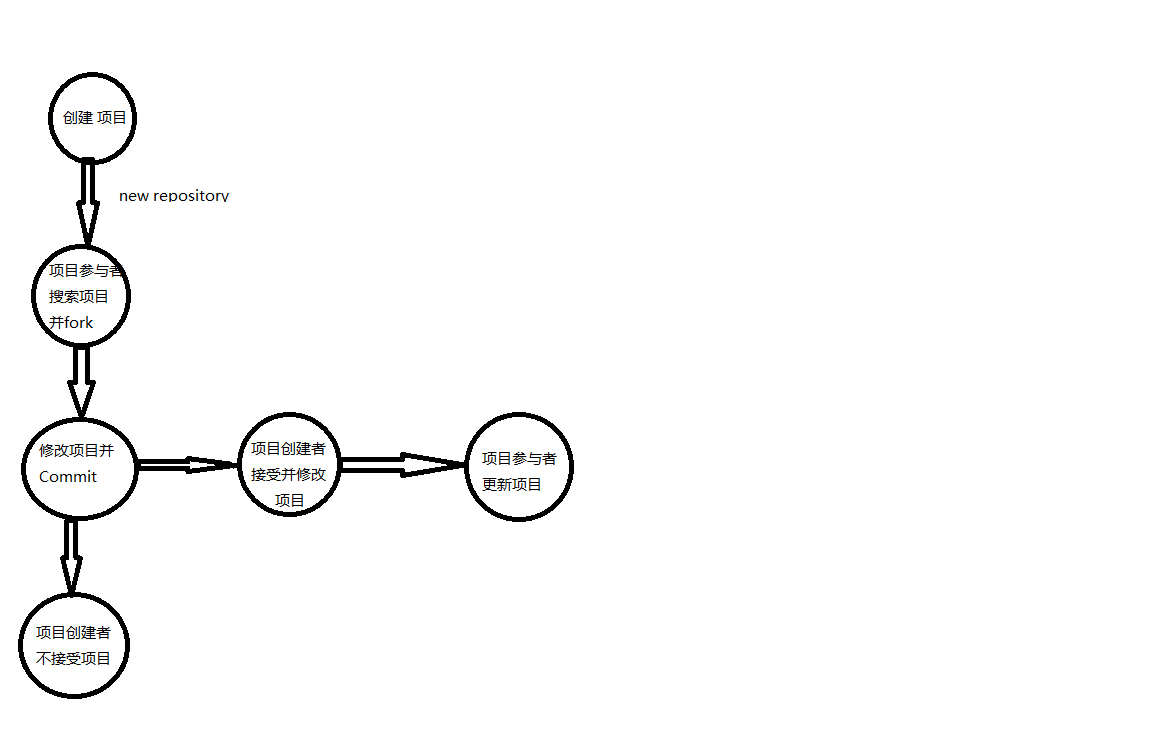 创建 项目
new repository
项目参与者
搜索项目
并fork
修改项目并
Commit
项目创建者
接受并修改
项目
项目参与者
更新项目
项目创建者
不接受项目